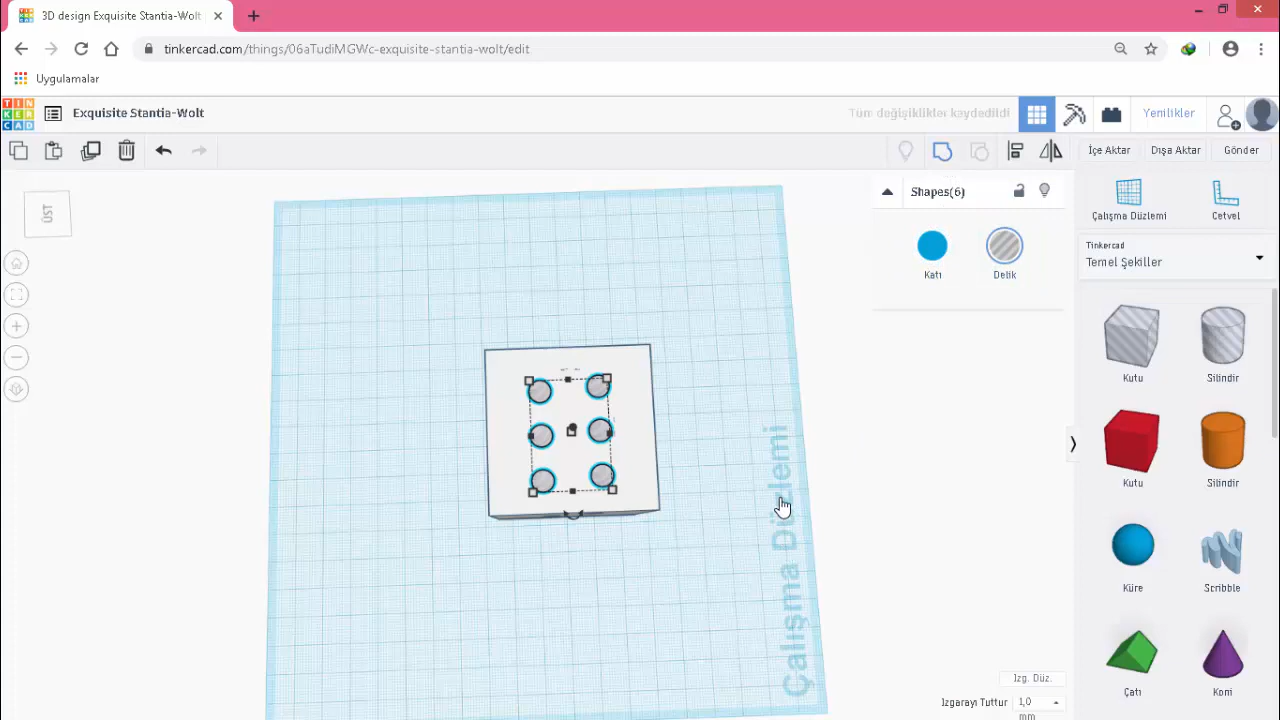 3D design Exquisite Stantia-Wolt
tinkercad.com/things/06aTudiMGWc-exquisite-stantia-wolt/edit
Uygulamalar
TIN
KER
CAD
Exquisite Stantia-Wolt
Tüm değişiklikler kaydedildi
Yemilikler
İçe Aktar
Dışa Aktar
Gönder
ÜST
Shapes(6)
Katı
Delik
Çalışma Düzlemi
Cetvel
Tinkercad
Temel Şekiller
Kutu
Silindir
Kutu
Silindir
Küre
Scribble
Çatı
Koni
Çalışma Düzlemi
Izg. Düz.
Izgarayı Tuttur
1,0
mm